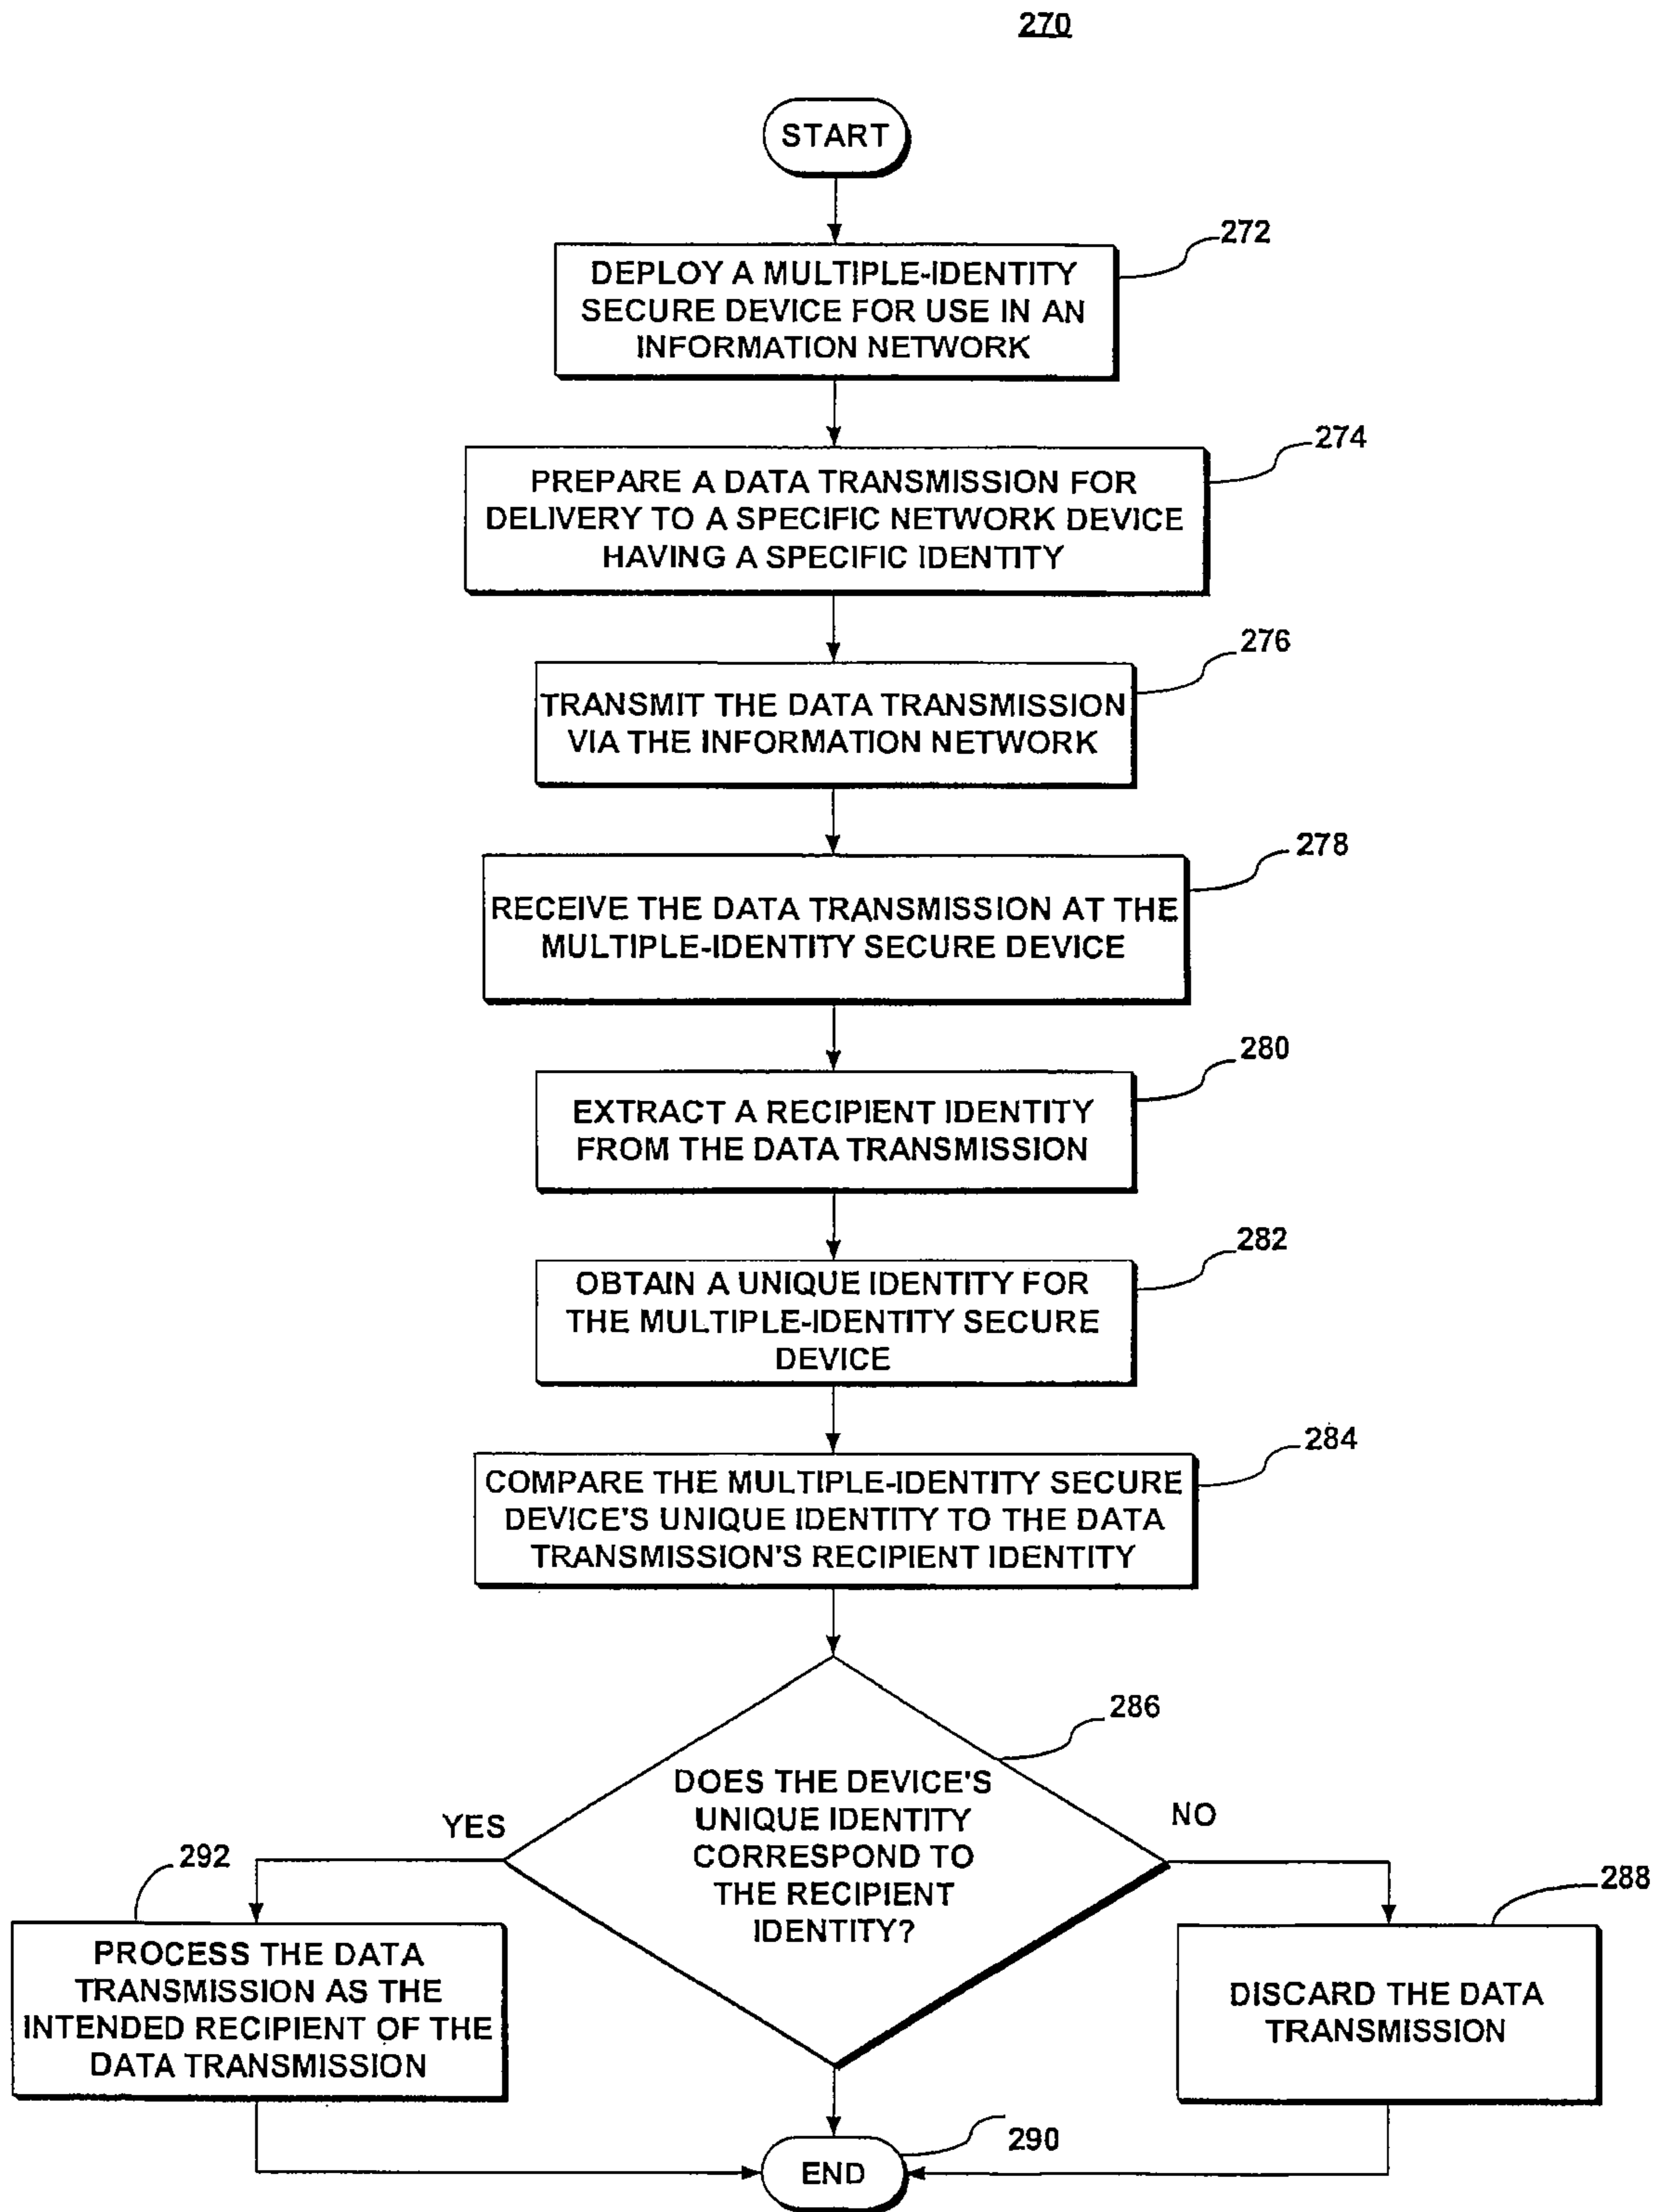 270
START
272
DEPLOY A MULTIPLE-IDENTITY
SECURE DEVICE FOR USE IN AN
INFORMATION NETWORK
274
PREPARE A DATA TRANSMISSION FOR
DELIVERY TO A SPECIFIC NETWORK DEVICE
HAVING A SPECIFIC IDENTITY
276
TRANSMIT THE DATA TRANSMISSION
VIA THE INFORMATION NETWORK
278
RECEIVE THE DATA TRANSMISSION AT THE
MULTIPLE-IDENTITY SECURE DEVICE
280
EXTRACT A RECIPIENT IDENTITY
FROM THE DATA TRANSMISSION
282
OBTAIN A UNIQUE IDENTITY FOR
THE MULTIPLE-IDENTITY SECURE
DEVICE
284
COMPARE THE MULTIPLE-IDENTITY SECURE
DEVICE'S UNIQUE IDENTITY TO THE DATA
TRANSMISSION'S RECIPIENT IDENTITY
286
DOES THE DEVICE'S
UNIQUE IDENTITY
CORRESPOND TO
THE RECIPIENT
IDENTITY?
YES
NO
292
PROCESS THE DATA
TRANSMISSION AS THE
INTENDED RECIPIENT OF THE
DATA TRANSMISSION
288
DISCARD THE DATA
TRANSMISSION
290
END